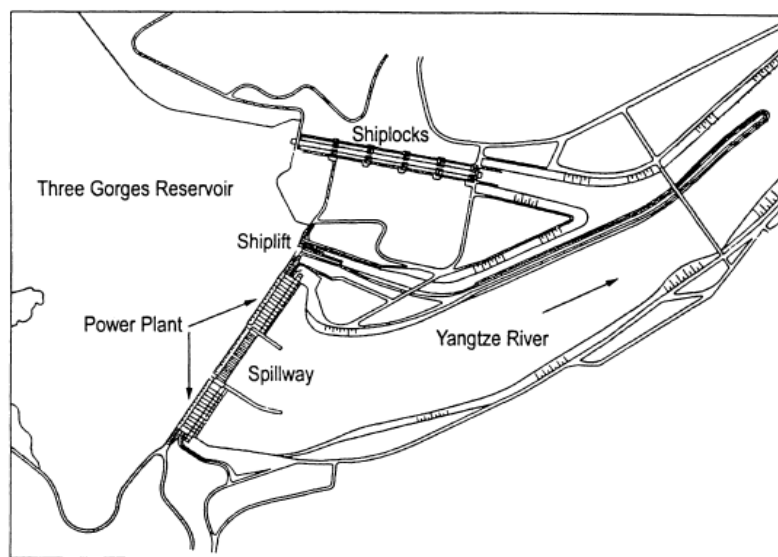 Shiplocks
Three Gorges Reservoir
Shiplift
Power Plant
Yangtze River
Spillway